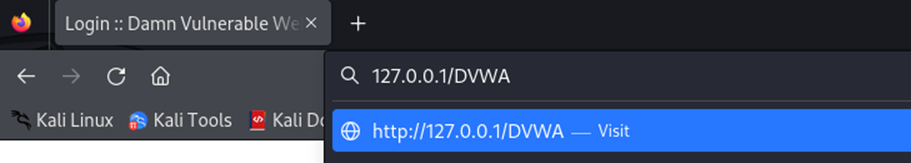 Login :: Damn Vulnerable We
127.0.0.1/DVWA
Kali Linux Kali Tools Kali Do
http://127.0.0.1/DVWA — Visit